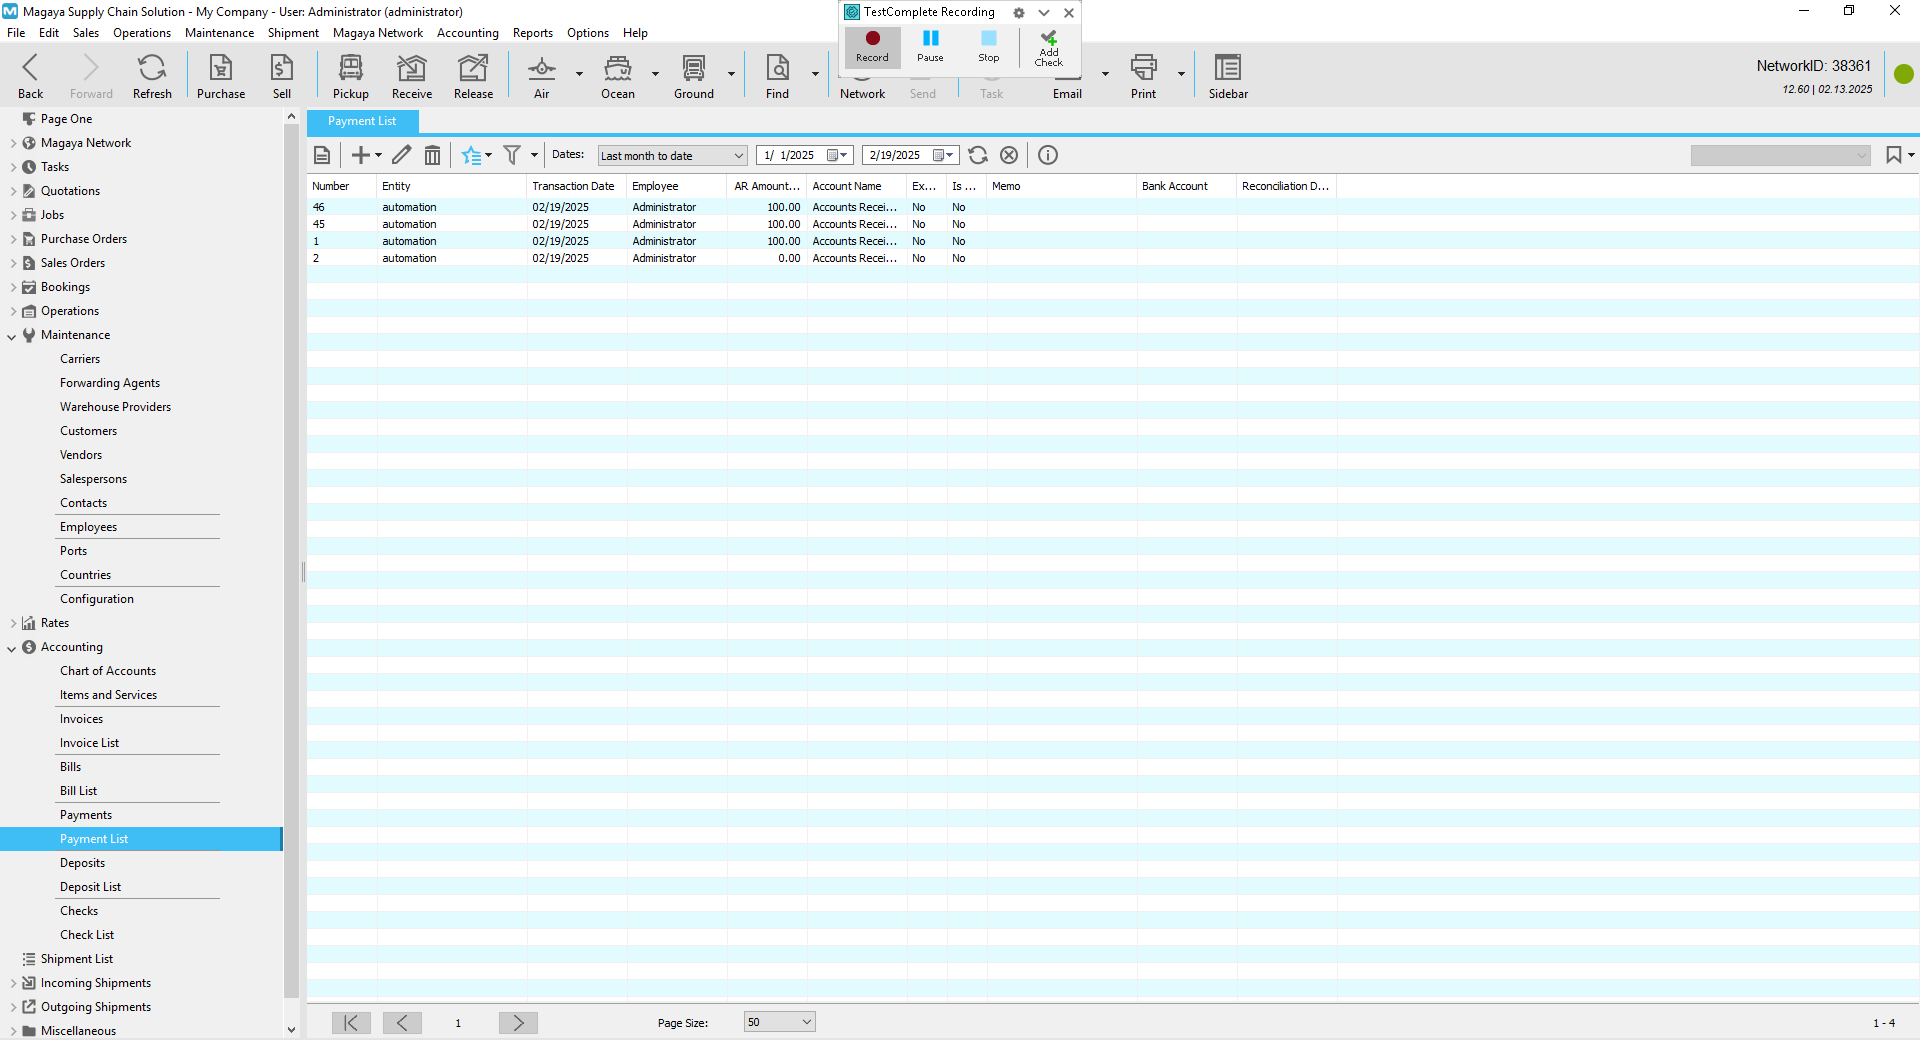 Magaya Supply Chain Solution - My Company - User: Administrator (administrator)
TestComplete Recording
File Edit Sales Operations Maintenance Shipment Magaya Network Accounting Reports Options Help
Record Pause Stop Add Check
Back Forward Refresh Purchase Sell Pickup Receive Release Air Ocean Ground Find Network Send Task Email Print Sidebar
NetworkID: 38361
12.60 | 02.13.2025
Page One
Magaya Network
Tasks
Quotations
Jobs
Purchase Orders
Sales Orders
Bookings
Operations
Maintenance
Carriers
Forwarding Agents
Warehouse Providers
Customers
Vendors
Salespersons
Contacts
Employees
Ports
Countries
Configuration
Rates
Accounting
Chart of Accounts
Items and Services
Invoices
Invoice List
Bills
Bill List
Payments
Payment List
Deposits
Deposit List
Checks
Check List
Shipment List
Incoming Shipments
Outgoing Shipments
Miscellaneous
Payment List
Dates: Last month to date 1/ 1/2025 2/19/2025
Number Entity Transaction Date Employee AR Amount... Account Name Ex... Is ... Memo Bank Account Reconciliation D...
46 automation 02/19/2025 Administrator 100.00 Accounts Recei... No No
45 automation 02/19/2025 Administrator 100.00 Accounts Recei... No No
1 automation 02/19/2025 Administrator 100.00 Accounts Recei... No No
2 automation 02/19/2025 Administrator 0.00 Accounts Recei... No No
1 Page Size: 50 1 - 4